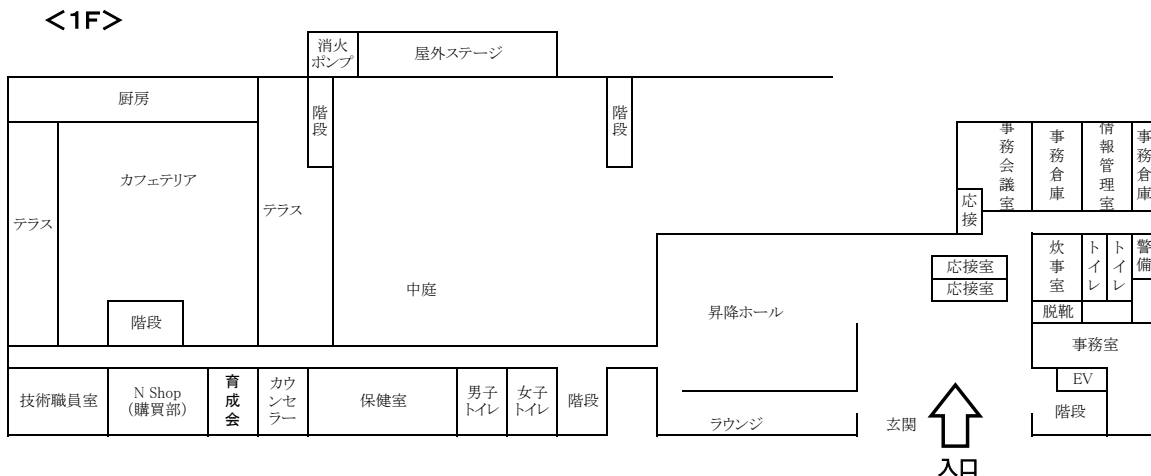 <1F>
消火
ポンプ
屋外ステージ
厨房
階段
階段
事務会議室
事務倉庫
情報管理室
事務倉庫
カフェテリア
テラス
テラス
応接
炊事室
トイレ
トイレ
警備
応接室
応接室
中庭
昇降ホール
脱靴
階段
事務室
技術職員室
N Shop
(購買部)
育成会
カウンセラー
保健室
男子
トイレ
女子
トイレ
階段
EV
階段
ラウンジ
玄関
入口